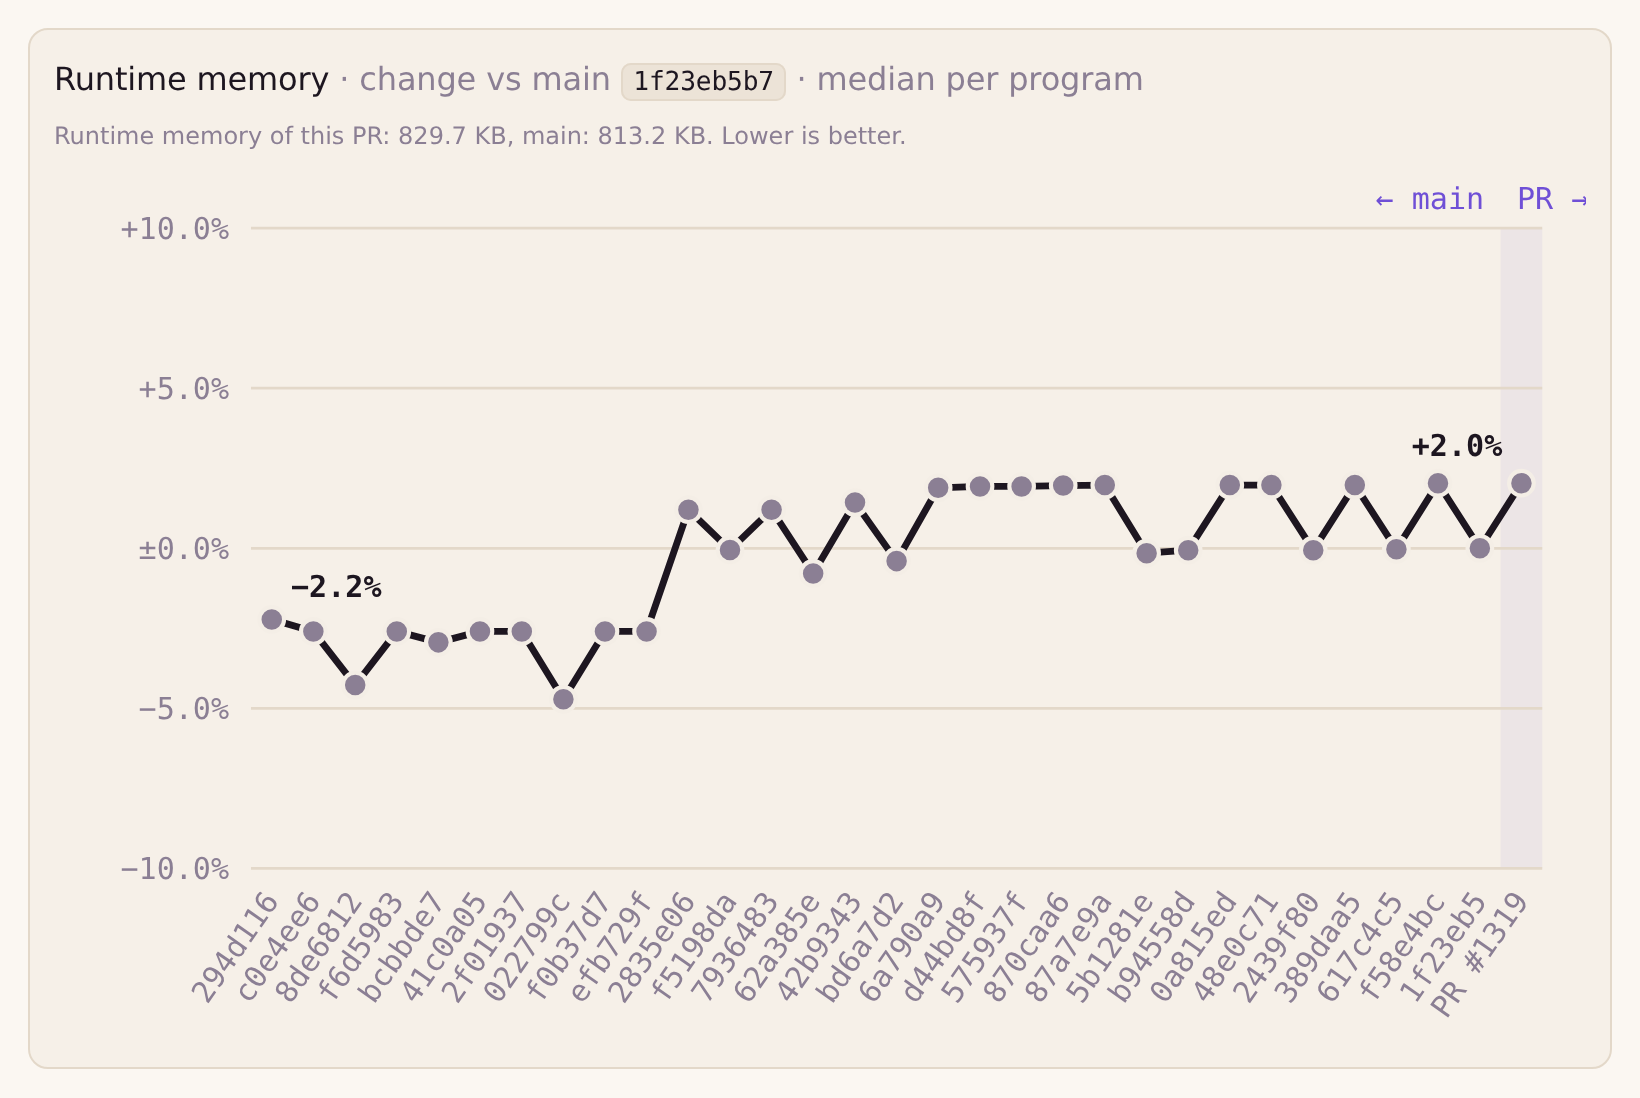 Runtime memory · change vs main 1f23eb5b7 · median per program
Runtime memory of this PR: 829.7 KB, main: 813.2 KB. Lower is better.
← main PR →
+10.0%
+5.0%
+2.0%
±0.0%
−2.2%
−5.0%
−10.0%
294d116
c0e4ee6
8de6812
f6d5983
bcbbde7
41c0a05
2f01937
022799c
f0b37d7
efb729f
2835e06
f5198da
7936483
62a385e
42b9343
bd6a7d2
6a790a9
d44bd8f
575937f
870caa6
87a7e9a
5b1281e
b94558d
0a815ed
48e0c71
2439f80
389daa5
617c4c5
f58e4bc
1f23eb5
PR #1319